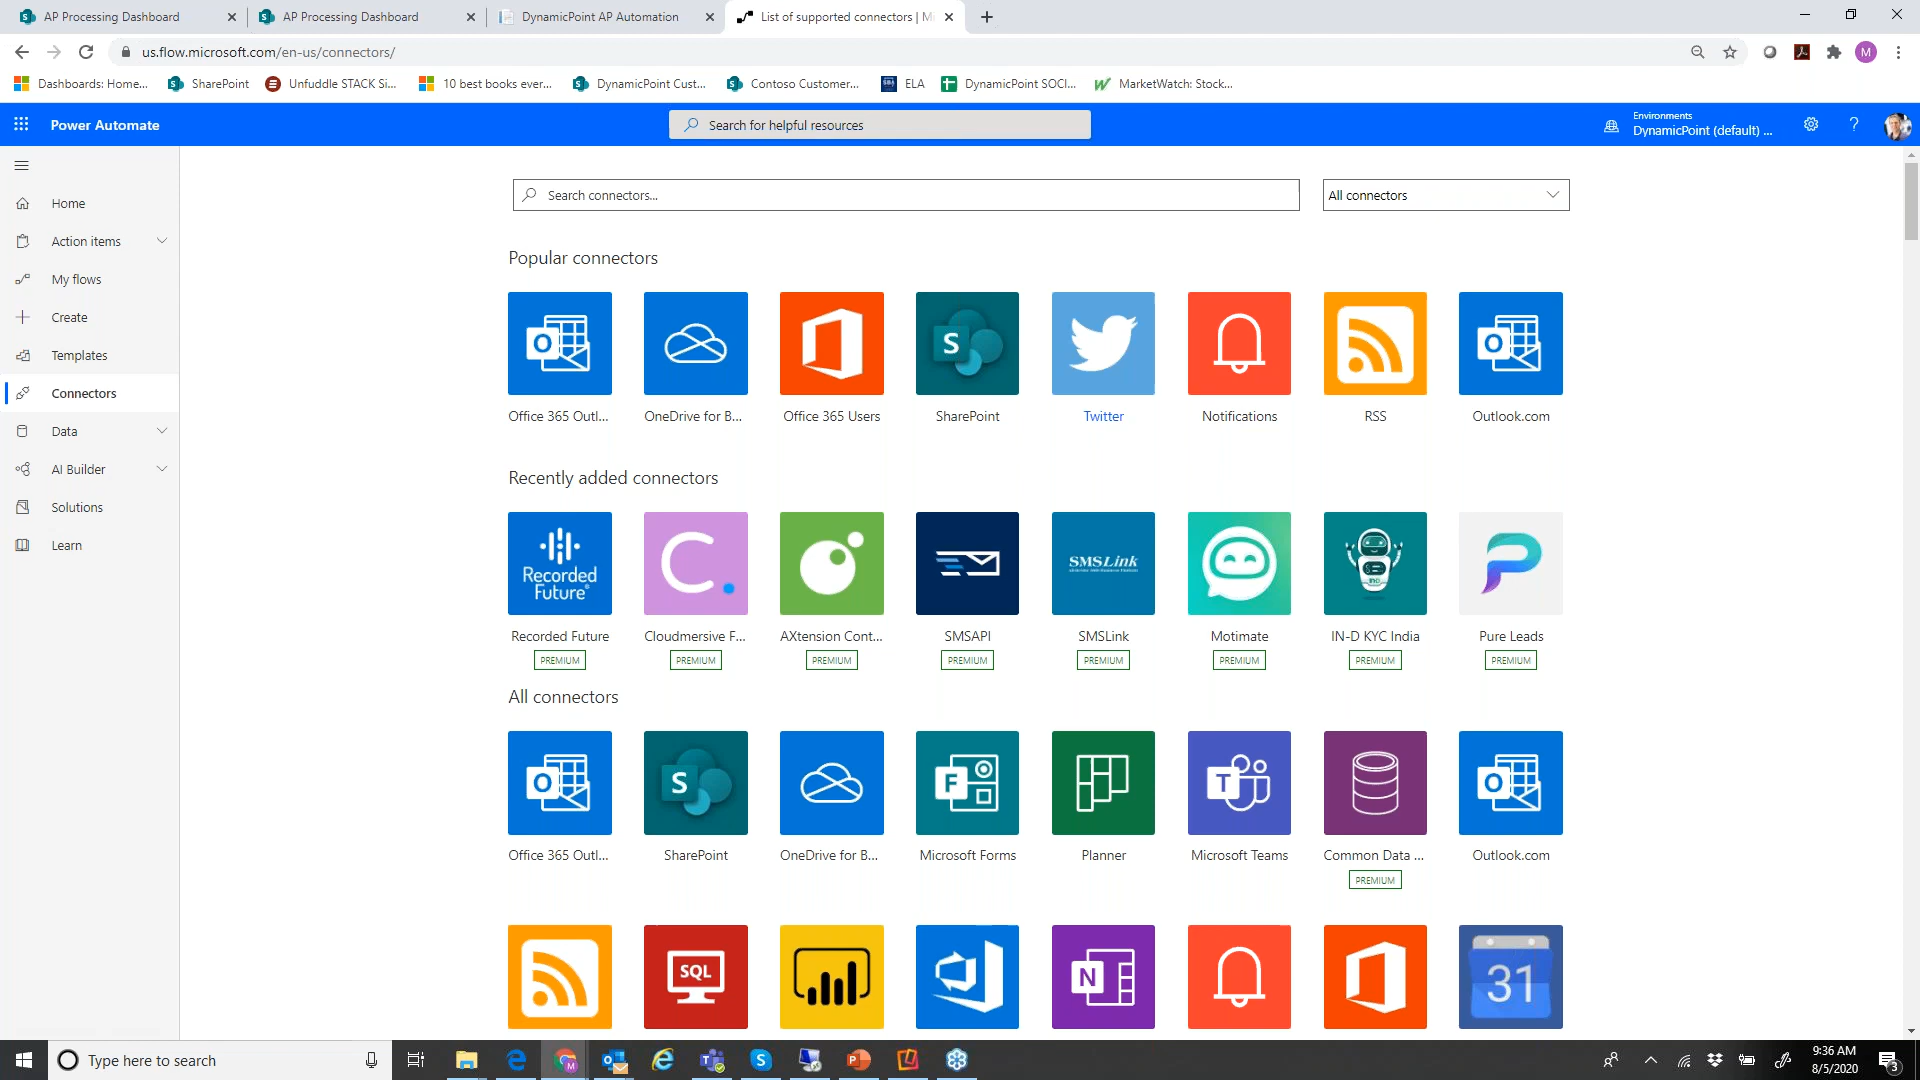 AP Processing Dashboard
AP Processing Dashboard
DynamicPoint AP Automation
List of supported connectors | Mi
us.flow.microsoft.com/en-us/connectors/
M
Dashboards: Home...
SharePoint
Unfuddle STACK Si...
10 best books ever...
DynamicPoint Cust...
Contoso Customer...
ELA
DynamicPoint SOCI...
MarketWatch: Stock...
Power Automate
Search for helpful resources
Environments
DynamicPoint (default) ...
?
Search connectors...
All connectors
Home
Action items
My flows
Create
Templates
Connectors
Data
AI Builder
Solutions
Learn
Popular connectors
Office 365 Outl...
OneDrive for B...
Office 365 Users
SharePoint
Twitter
Notifications
RSS
Outlook.com
Recently added connectors
Recorded Future
SMSLink
Recorded Future
Cloudmersive F...
AXtension Cont...
SMSAPI
SMSLink
Motimate
IN-D KYC India
Pure Leads
PREMIUM
PREMIUM
PREMIUM
PREMIUM
PREMIUM
PREMIUM
PREMIUM
PREMIUM
All connectors
Office 365 Outl...
SharePoint
OneDrive for B...
Microsoft Forms
Planner
Microsoft Teams
Common Data ...
Outlook.com
PREMIUM
SQL
N
31
Type here to search
9:36 AM
8/5/2020
3